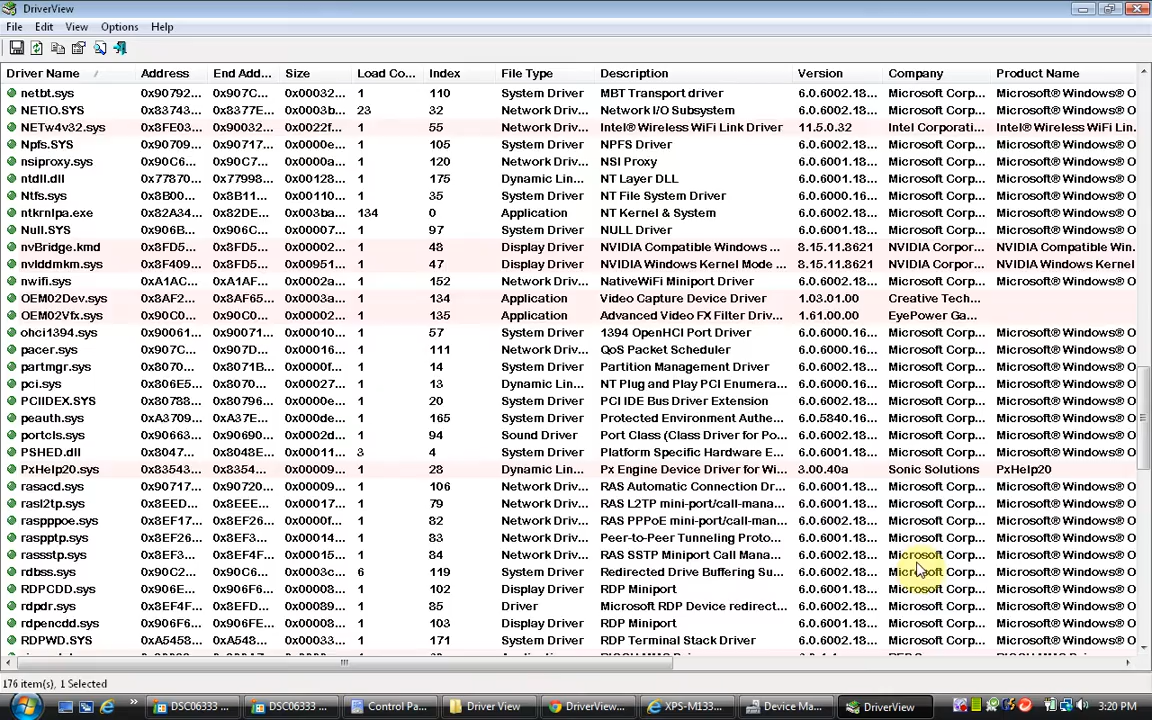 DriverView
File Edit View Options Help
Driver Name / Address End Add... Size Load Co... Index File Type Description Version Company Product Name
netbt.sys 0x90792... 0x907C... 0x00032... 1 110 System Driver MBT Transport driver 6.0.6002.18... Microsoft Corp... Microsoft® Windows® O
NETIO.SYS 0x83743... 0x8377E... 0x0003b... 23 32 Network Driv... Network I/O Subsystem 6.0.6002.18... Microsoft Corp... Microsoft® Windows® O
NETw4v32.sys 0x8FE03... 0x90032... 0x0022f... 1 55 Network Driv... Intel® Wireless WiFi Link Driver 11.5.0.32 Intel Corporati... Intel® Wireless WiFi Lin.
Npfs.SYS 0x90709... 0x90717... 0x0000e... 1 105 System Driver NPFS Driver 6.0.6002.18... Microsoft Corp... Microsoft® Windows® O
nsiproxy.sys 0x90C6... 0x90C7... 0x0000a... 1 120 Network Driv... NSI Proxy 6.0.6001.18... Microsoft Corp... Microsoft® Windows® O
ntdll.dll 0x77870... 0x77998... 0x00128... 1 175 Dynamic Lin... NT Layer DLL 6.0.6001.18... Microsoft Corp... Microsoft® Windows® O
Ntfs.sys 0x8B00... 0x8B11... 0x00110... 1 35 System Driver NT File System Driver 6.0.6002.18... Microsoft Corp... Microsoft® Windows® O
ntkrnlpa.exe 0x82A34... 0x82DE... 0x003ba... 134 0 Application NT Kernel & System 6.0.6002.18... Microsoft Corp... Microsoft® Windows® O
Null.SYS 0x906B... 0x906B... 0x00007... 1 97 System Driver NULL Driver 6.0.6001.18... Microsoft Corp... Microsoft® Windows® O
nvBridge.kmd 0x8FD5... 0x8FD5... 0x00002... 1 48 Display Driver NVIDIA Compatible Windows ... 8.15.11.8621 NVIDIA Corpor... NVIDIA Compatible Win.
nvlddmkm.sys 0x8F409... 0x8FD5... 0x00951... 1 47 Display Driver NVIDIA Windows Kernel Mode ... 8.15.11.8621 NVIDIA Corpor... NVIDIA Windows Kernel
nwifi.sys 0xA1AC... 0xA1AF... 0x0002a... 1 152 Network Driv... NativeWiFi Miniport Driver 6.0.6002.18... Microsoft Corp... Microsoft® Windows® O
OEM02Dev.sys 0x8AF2... 0x8AF65... 0x0003a... 1 134 Application Video Capture Device Driver 1.03.01.00 Creative Tech...
OEM02Vfx.sys 0x90C0... 0x90C0... 0x00002... 1 135 Application Advanced Video FX Filter Driv... 1.61.00.00 EyePower Ga...
ohci1394.sys 0x90061... 0x90071... 0x00010... 1 57 System Driver 1394 OpenHCI Port Driver 6.0.6000.16... Microsoft Corp... Microsoft® Windows® O
pacer.sys 0x907C... 0x907D... 0x00016... 1 111 Network Driv... QoS Packet Scheduler 6.0.6002.18... Microsoft Corp... Microsoft® Windows® O
partmgr.sys 0x8070... 0x8071B... 0x0000f... 1 14 System Driver Partition Management Driver 6.0.6002.18... Microsoft Corp... Microsoft® Windows® O
pci.sys 0x806E5... 0x8070... 0x00027... 1 13 Dynamic Lin... NT Plug and Play PCI Enumera... 6.0.6000.16... Microsoft Corp... Microsoft® Windows® O
PCIIDEX.SYS 0x80788... 0x80796... 0x0000e... 1 20 System Driver PCI IDE Bus Driver Extension 6.0.6002.18... Microsoft Corp... Microsoft® Windows® O
peauth.sys 0xA3709... 0xA37E... 0x000de... 1 165 System Driver Protected Environment Authe... 6.0.5840.16... Microsoft Corp... Microsoft® Windows® O
portcls.sys 0x90663... 0x90690... 0x0002d... 1 94 Sound Driver Port Class (Class Driver for Po... 6.0.6002.18... Microsoft Corp... Microsoft® Windows® O
PSHED.dll 0x8047... 0x8048E... 0x00011... 3 4 System Driver Platform Specific Hardware E... 6.0.6002.18... Microsoft Corp... Microsoft® Windows® O
PxHelp20.sys 0x83543... 0x8354... 0x00009... 1 28 Dynamic Lin... Px Engine Device Driver for Wi... 3.00.40a Sonic Solutions PxHelp20
rasacd.sys 0x90717... 0x90720... 0x00009... 1 106 Network Driv... RAS Automatic Connection Dr... 6.0.6001.18... Microsoft Corp... Microsoft® Windows® O
rasl2tp.sys 0x8EED... 0x8EEF... 0x00017... 1 79 Network Driv... RAS L2TP mini-port/call-mana... 6.0.6001.18... Microsoft Corp... Microsoft® Windows® O
raspppoe.sys 0x8EF17... 0x8EF26... 0x0000f... 1 82 Network Driv... RAS PPPoE mini-port/call-man... 6.0.6002.18... Microsoft Corp... Microsoft® Windows® O
raspptp.sys 0x8EF26... 0x8EF3... 0x00014... 1 83 Network Driv... Peer-to-Peer Tunneling Proto... 6.0.6001.18... Microsoft Corp... Microsoft® Windows® O
rassstp.sys 0x8EF3... 0x8EF4F... 0x00015... 1 84 Network Driv... RAS SSTP Miniport Call Mana... 6.0.6002.18... Microsoft Corp... Microsoft® Windows® O
rdbss.sys 0x90C2... 0x90C6... 0x0003c... 6 119 System Driver Redirected Drive Buffering Su... 6.0.6002.18... Microsoft Corp... Microsoft® Windows® O
RDPCDD.sys 0x906E... 0x906F6... 0x00008... 1 102 Display Driver RDP Miniport 6.0.6001.18... Microsoft Corp... Microsoft® Windows® O
rdpdr.sys 0x8EF4F... 0x8EFD... 0x00089... 1 85 Driver Microsoft RDP Device redirect... 6.0.6002.18... Microsoft Corp... Microsoft® Windows® O
rdpencdd.sys 0x906F6... 0x906FE... 0x00008... 1 103 Display Driver RDP Miniport 6.0.6001.18... Microsoft Corp... Microsoft® Windows® O
RDPWD.SYS 0xA5458... 0xA548... 0x00033... 1 171 System Driver RDP Terminal Stack Driver 6.0.6002.18... Microsoft Corp... Microsoft® Windows® O
176 item(s), 1 Selected
DSC06333 ... DSC06333 ... Control Pa... Driver View DriverView... XPS-M133... Device Ma... DriverView 3:20 PM